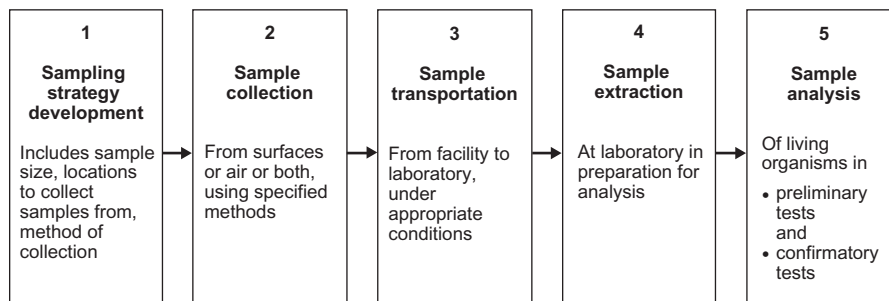 1
Sampling
strategy
development
Includes sample
size, locations
to collect
samples from,
method of
collection
2
Sample
collection
From surfaces
or air or both,
using specified
methods
3
Sample
transportation
From facility to
laboratory,
under
appropriate
conditions
4
Sample
extraction
At laboratory in
preparation for
analysis
5
Sample
analysis
Of living
organisms in
• preliminary
tests
and
• confirmatory
tests